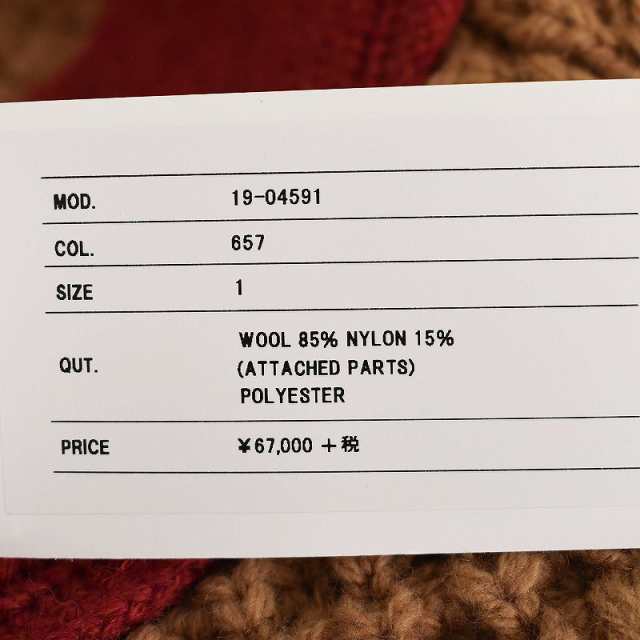 MOD. 19-04591
COL. 657
SIZE 1
WOOL 85% NYLON 15%
QUT. (ATTACHED PARTS)
POLYESTER
PRICE ¥67,000 +税